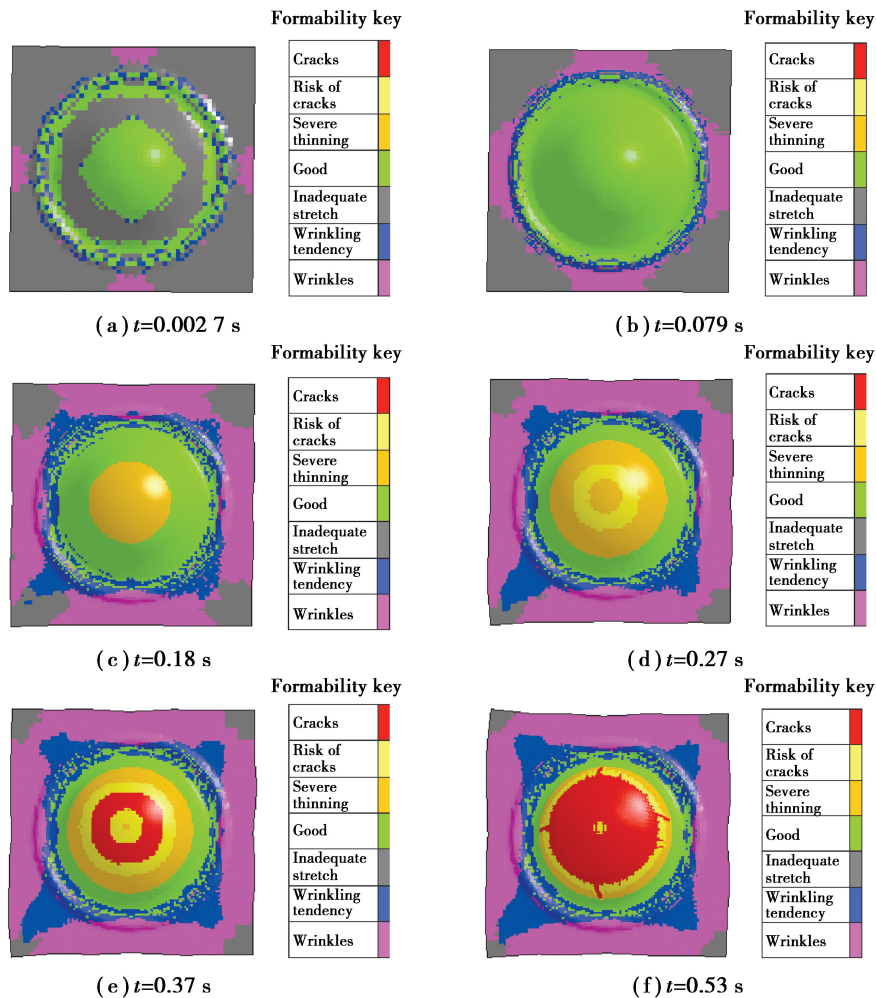 Formability key
Cracks
Risk of
cracks
Severe
thinning
Good
Inadequate
stretch
Wrinkling
tendency
Wrinkles
(a) t=0.002 7 s
Formability key
Cracks
Risk of
cracks
Severe
thinning
Good
Inadequate
stretch
Wrinkling
tendency
Wrinkles
(b) t=0.079 s
Formability key
Cracks
Risk of
cracks
Severe
thinning
Good
Inadequate
stretch
Wrinkling
tendency
Wrinkles
(c) t=0.18 s
Formability key
Cracks
Risk of
cracks
Severe
thinning
Good
Inadequate
stretch
Wrinkling
tendency
Wrinkles
(d) t=0.27 s
Formability key
Cracks
Risk of
cracks
Severe
thinning
Good
Inadequate
stretch
Wrinkling
tendency
Wrinkles
(e) t=0.37 s
Formability key
Cracks
Risk of
cracks
Severe
thinning
Good
Inadequate
stretch
Wrinkling
tendency
Wrinkles
(f) t=0.53 s